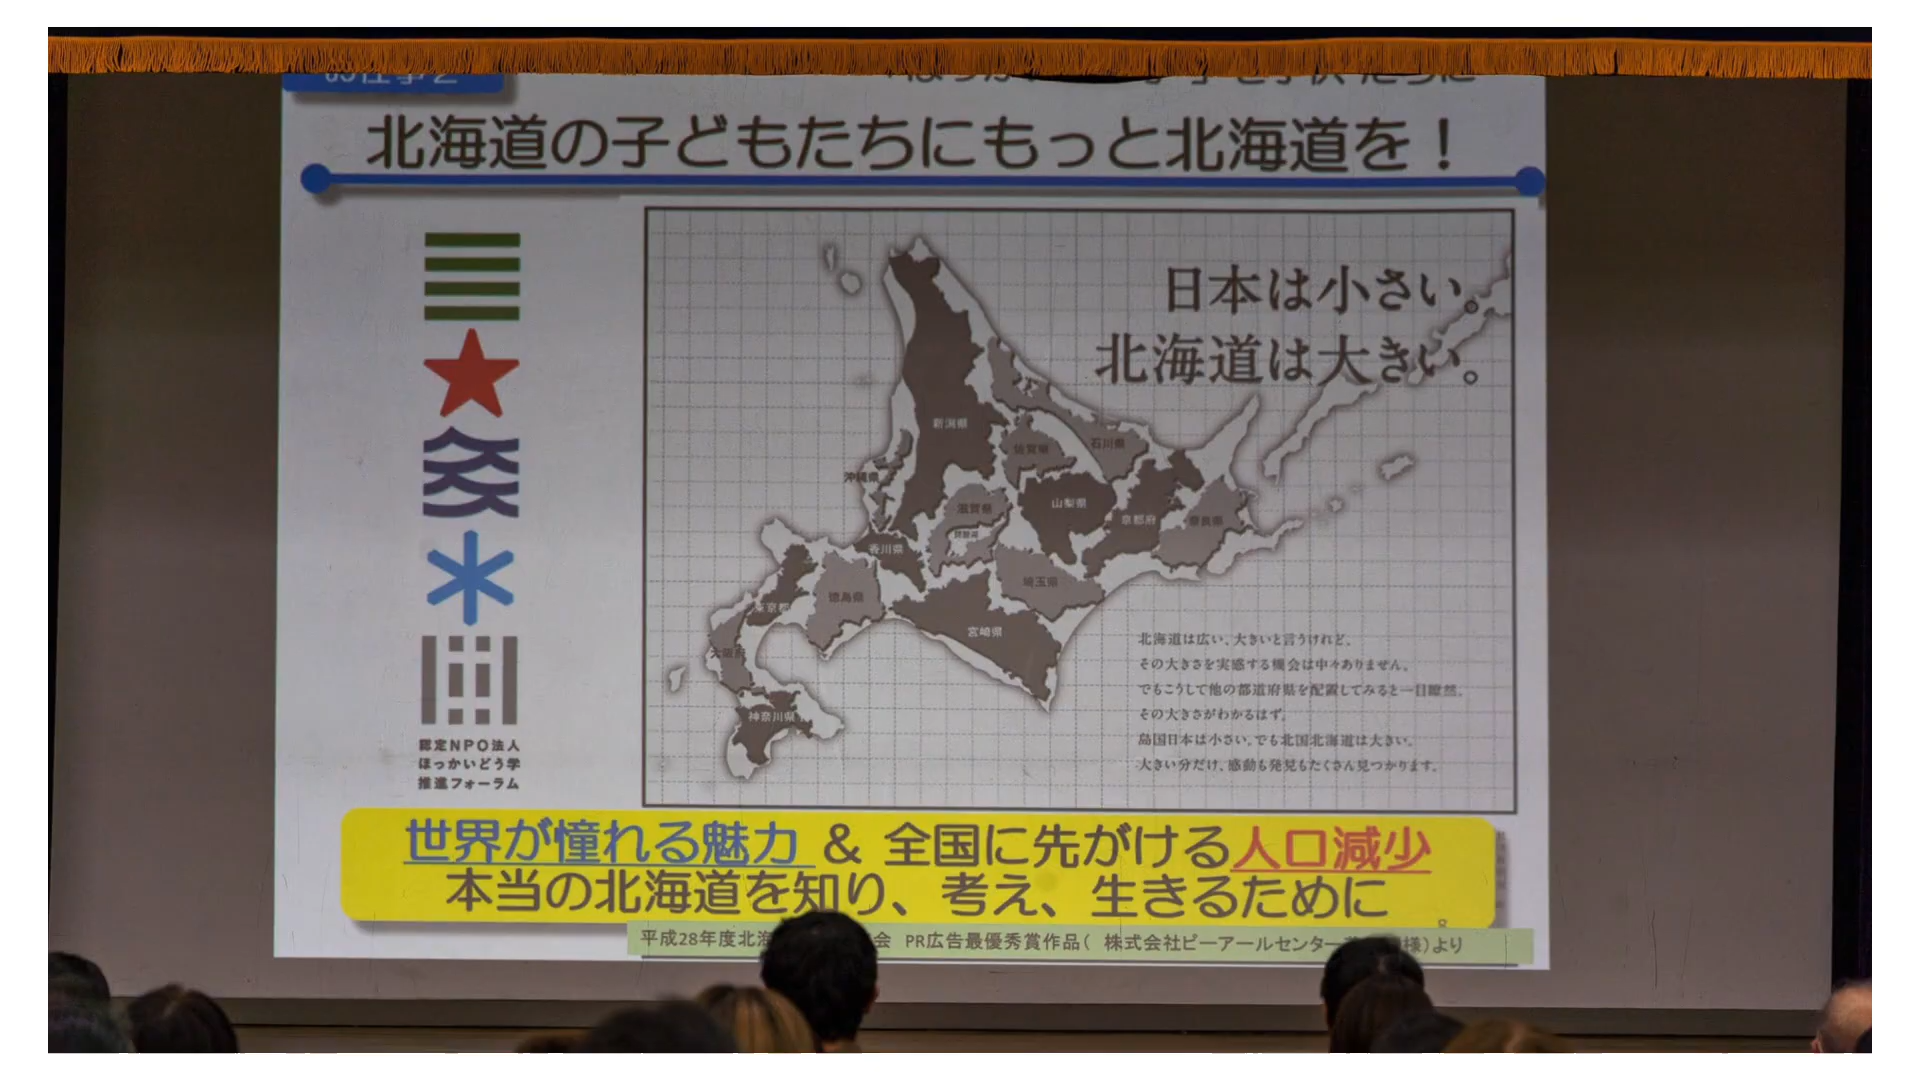 お仕事2
北海道の子どもたちにもっと北海道を！
日本は小さい。
北海道は大きい。
新潟県
佐賀県
石川県
沖縄県
滋賀県
琵琶湖
山梨県
京都府
奈良県
香川県
埼玉県
徳島県
東京都
宮崎県
大阪府
神奈川県
北海道は広い、大きいと言うけれど、
その大きさを実感する機会は中々ありません。
でもこうして他の都道府県を配置してみると一目瞭然。
その大きさがわかるはず。
島国日本は小さい。でも北国北海道は大きい。
大きい分だけ、感動も発見もたくさん見つかります。
認定NPO法人
ほっかいどう学
推進フォーラム
世界が憧れる魅力 & 全国に先がける人口減少
本当の北海道を知り、考え、生きるために
8
平成28年度北海 会 PR広告最優秀賞作品（ 株式会社ピーアールセンター 様）より